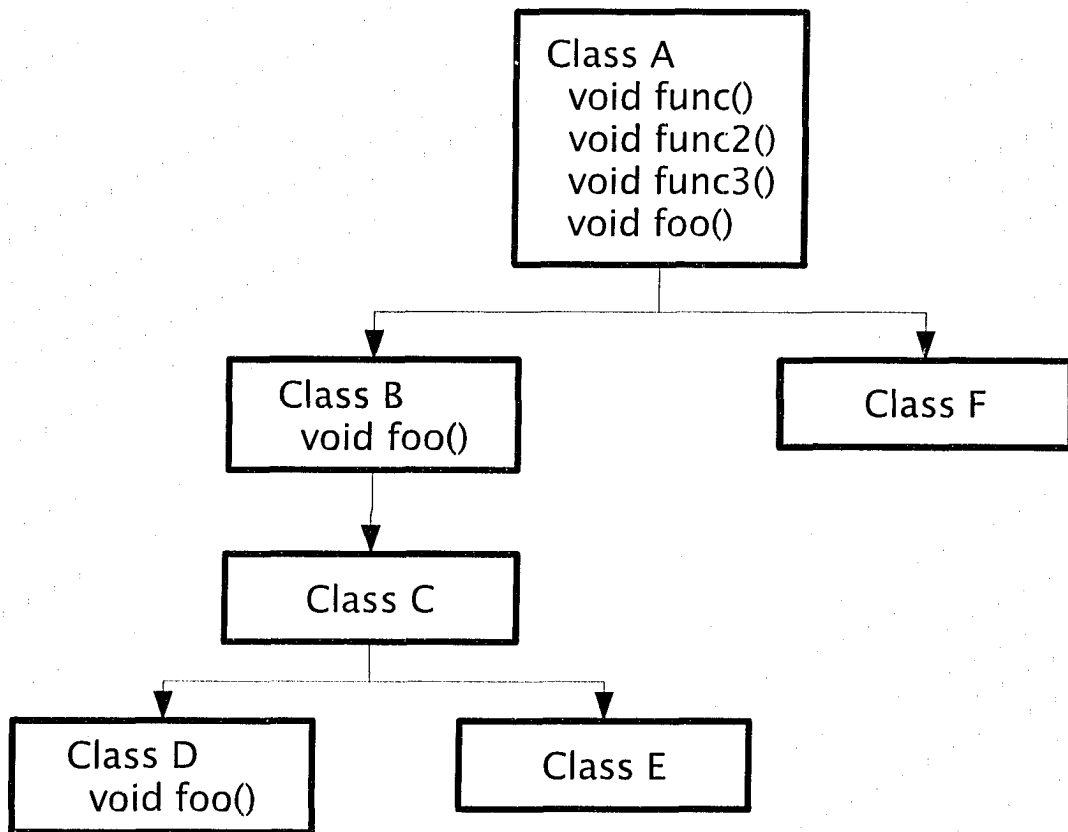 Class A
void func()
void func2()
void func3()
void foo()
Class B
void foo()
Class F
Class C
Class D
void foo()
Class E